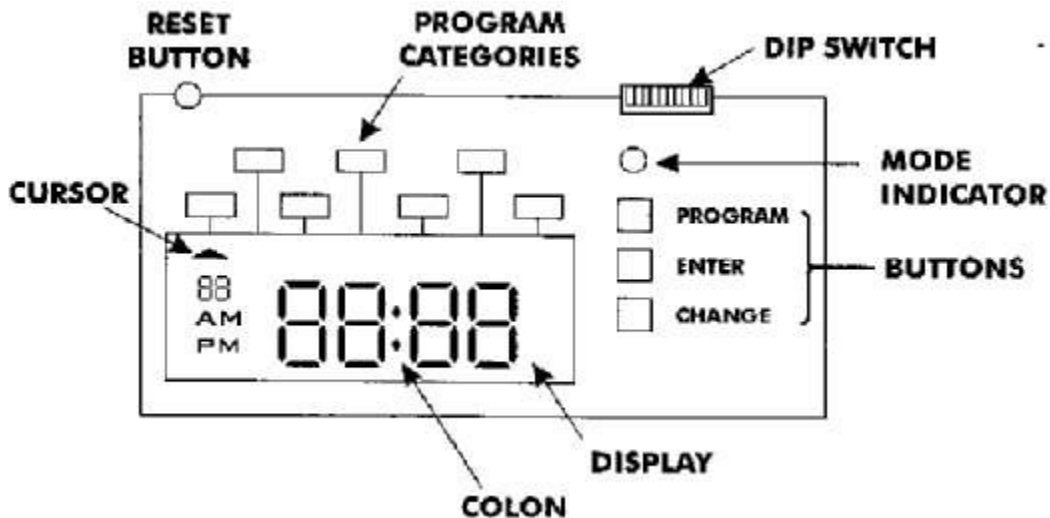 RESET
BUTTON
PROGRAM
CATEGORIES
DIP SWITCH
MODE
INDICATOR
CURSOR
PROGRAM
ENTER
CHANGE
BUTTONS
88
AM
PM
88:88
DISPLAY
COLON